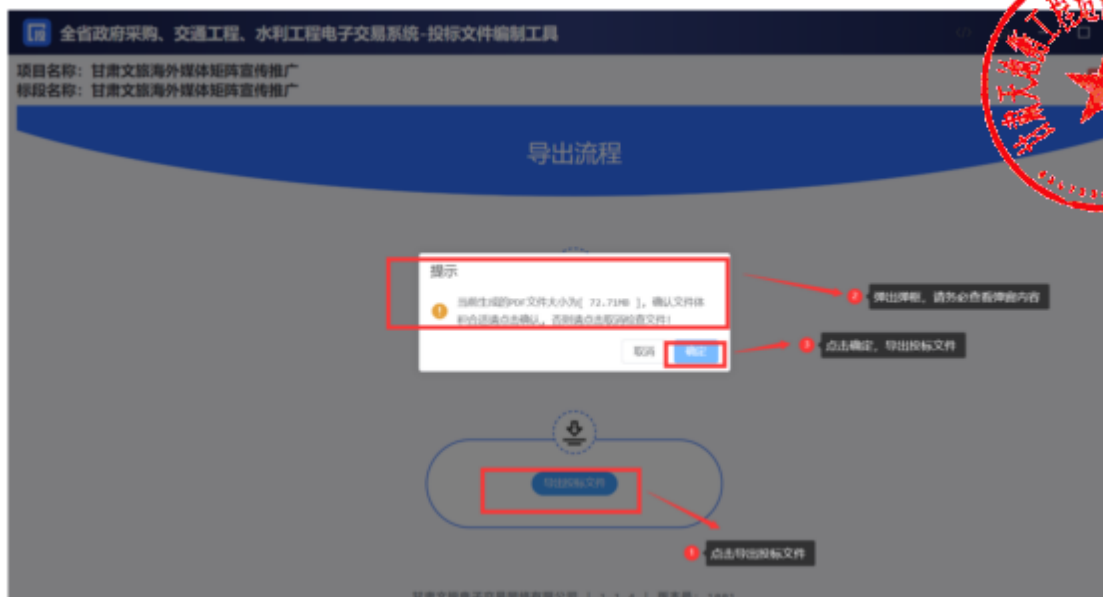 全省政府采购、交通工程、水利工程电子交易系统-投标文件编制工具
项目名称：甘肃文旅海外媒体矩阵宣传推广
标段名称：甘肃文旅海外媒体矩阵宣传推广
导出流程
提示
当前生成的PDF文件大小为[ 72.71MB ]，确认文件体
积合适请点击确认，否则请点击取消检查文件！
取消 确定
2 弹出弹框，请务必查看弹窗内容
3 点击确定，导出投标文件
导出投标文件
1 点击导出投标文件